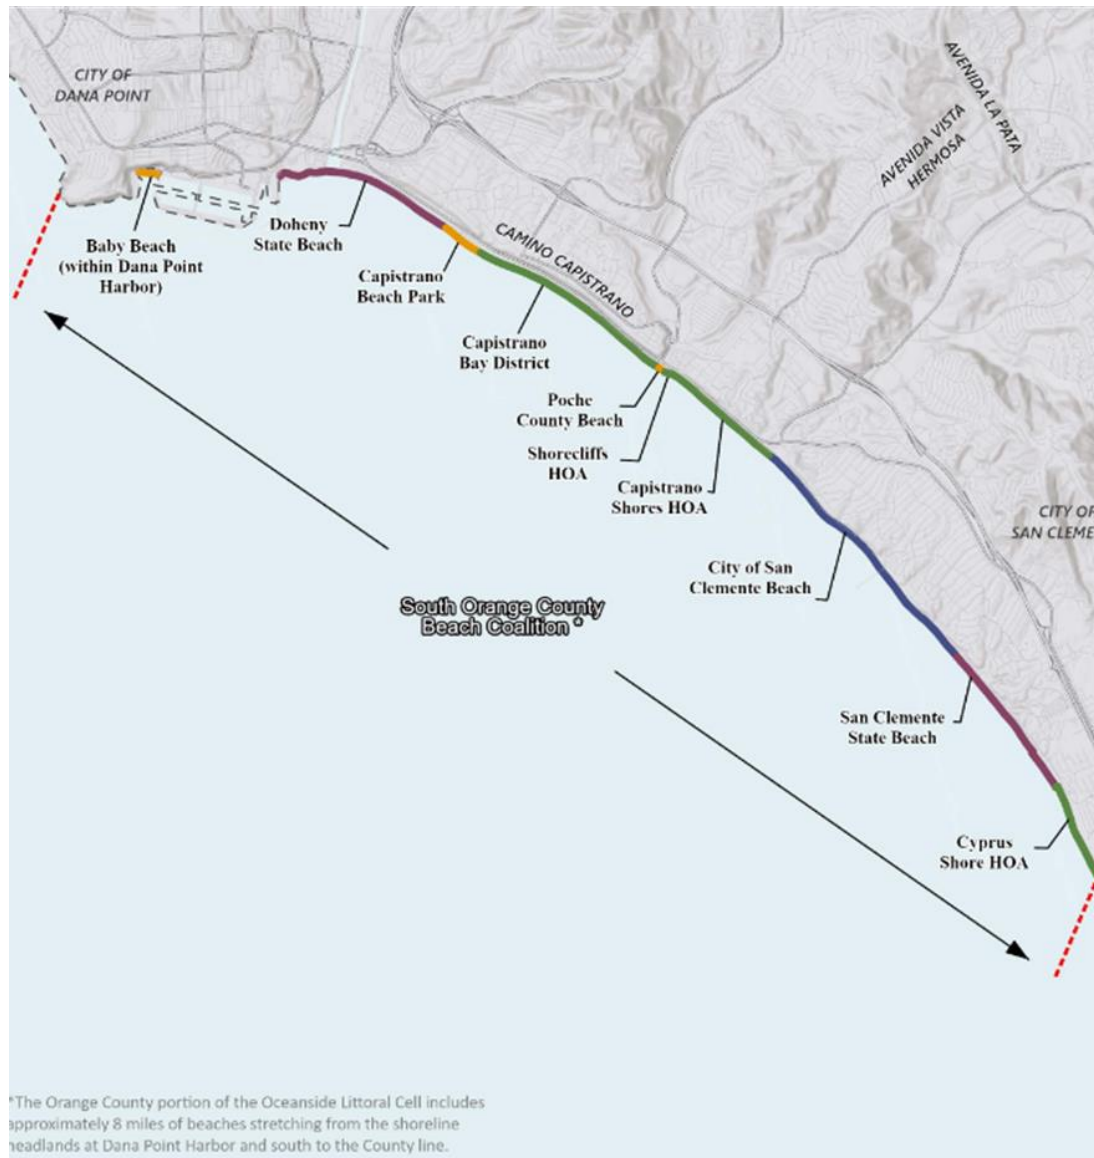 CITY OF
DANA POINT
AVENIDA LA PATA
AVENIDA VISTA
HERMOSA
Baby Beach
(within Dana Point
Harbor)
Doheny
State Beach
CAMINO CAPISTRANO
Capistrano
Beach Park
Capistrano
Bay District
Poche
County Beach
Shorecliffs
HOA
Capistrano
Shores HOA
CITY OF
SAN CLEME
City of San
Clemente Beach
South Orange County
Beach Coalition *
San Clemente
State Beach
Cyprus
Shore HOA
*The Orange County portion of the Oceanside Littoral Cell includes
approximately 8 miles of beaches stretching from the shoreline
headlands at Dana Point Harbor and south to the County line.